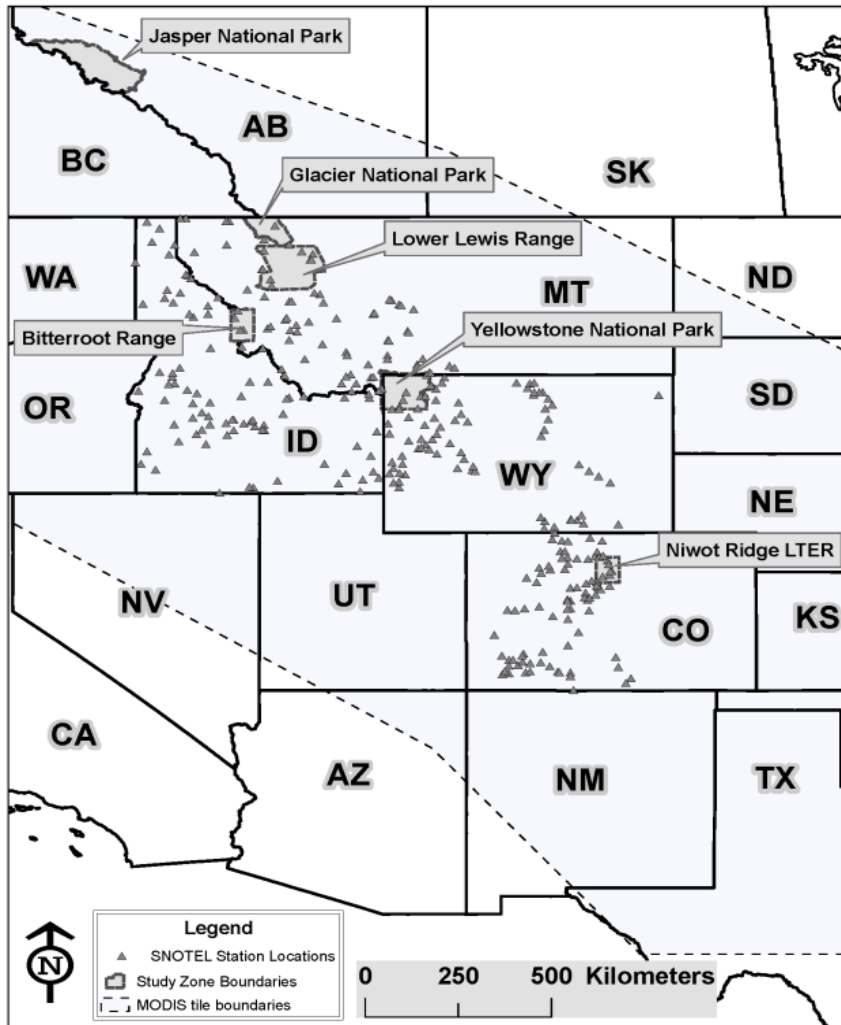 Jasper National Park
AB
BC
SK
Glacier National Park
Lower Lewis Range
WA
MT
ND
Bitterroot Range
Yellowstone National Park
OR
SD
ID
WY
NE
Niwot Ridge LTER
NV
UT
CO
KS
CA
AZ
NM
TX
N
Legend
SNOTEL Station Locations
Study Zone Boundaries
MODIS tile boundaries
0 250 500 Kilometers